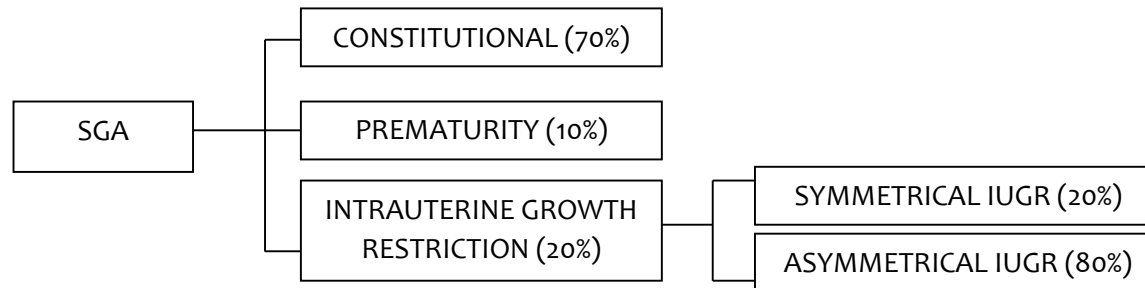 CONSTITUTIONAL (70%)
SGA
PREMATURITY (10%)
INTRAUTERINE GROWTH
RESTRICTION (20%)
SYMMETRICAL IUGR (20%)
ASYMMETRICAL IUGR (80%)